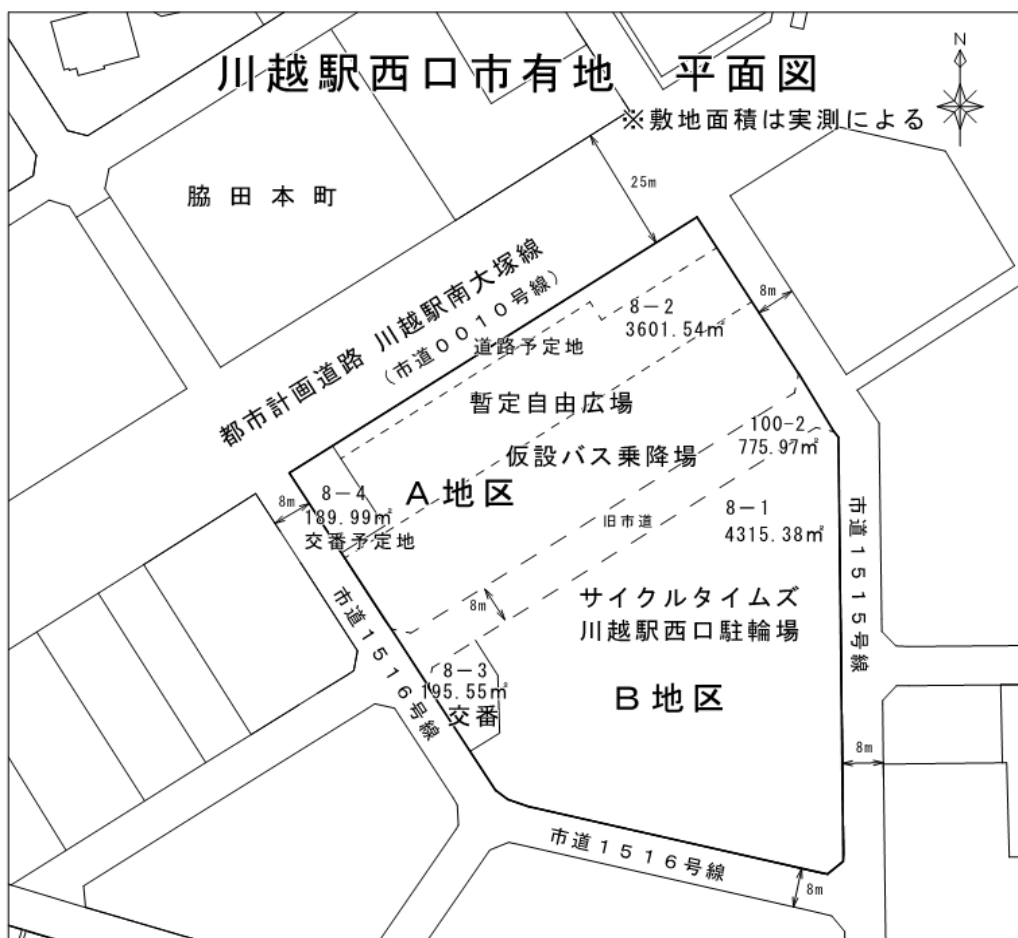 川越駅西口市有地　平面図
※敷地面積は実測による
N
脇田本町
25m
都市計画道路 川越駅南大塚線
（市道００１０号線）
8m
8－2
3601.54㎡
道路予定地
暫定自由広場
仮設バス乗降場
100-2
775.97㎡
8m
8－4
189.99㎡
交番予定地
A地区
旧市道
8－1
4315.38㎡
市道１５１５号線
8m
サイクルタイムズ
川越駅西口駐輪場
市道１５１６号線
8－3
195.55㎡
交番
B地区
8m
市道１５１６号線
8m